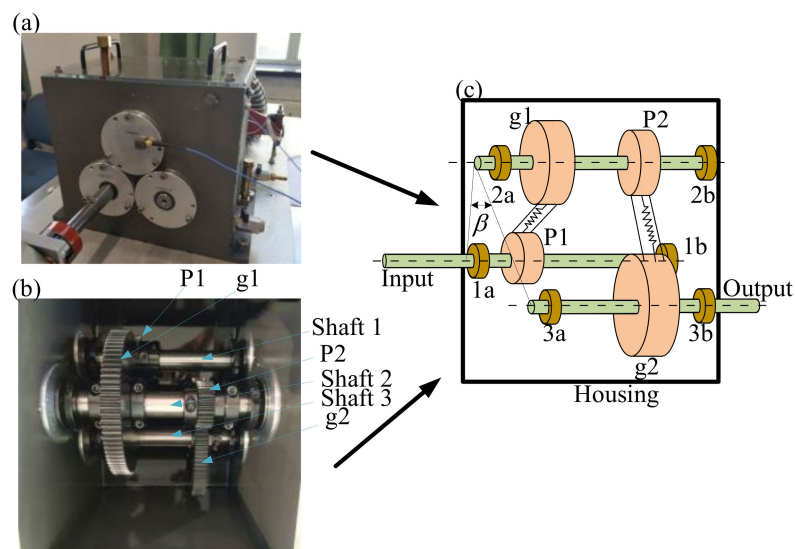 (a)
(b)
P1
g1
Shaft 1
P2
Shaft 2
Shaft 3
g2
(c)
g1
P2
2a
2b
β
P1
1b
Input
1a
Output
3a
3b
g2
Housing